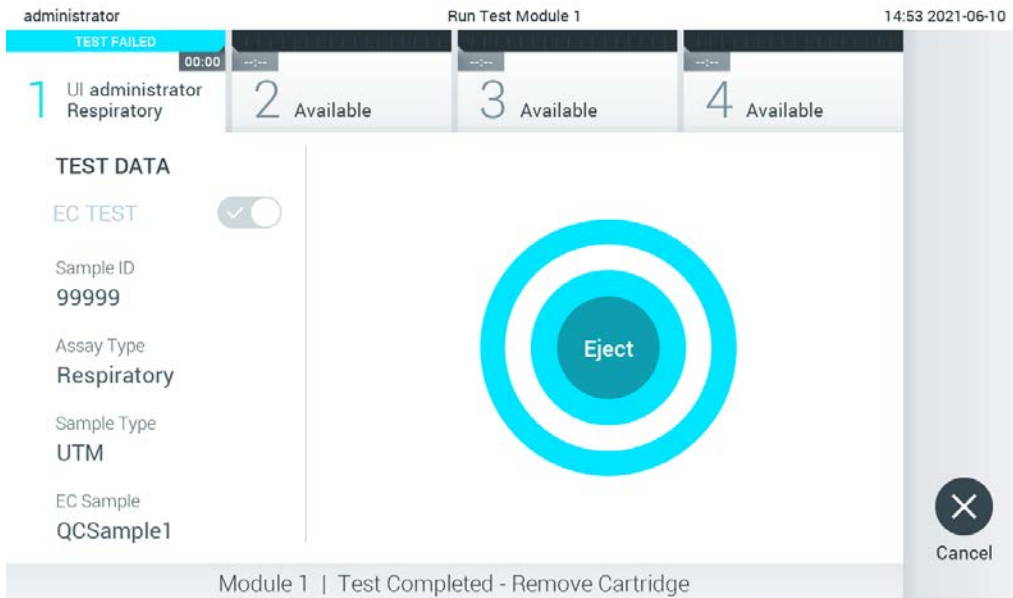 administrator
Run Test Module 1
14:53 2021-06-10
TEST FAILED
00:00
--:--
--:--
--:--
1
UI administrator
Respiratory
2 Available
3 Available
4 Available
TEST DATA
EC TEST
Sample ID
99999
Assay Type
Respiratory
Sample Type
UTM
EC Sample
QCSample1
Eject
Cancel
Module 1 | Test Completed - Remove Cartridge